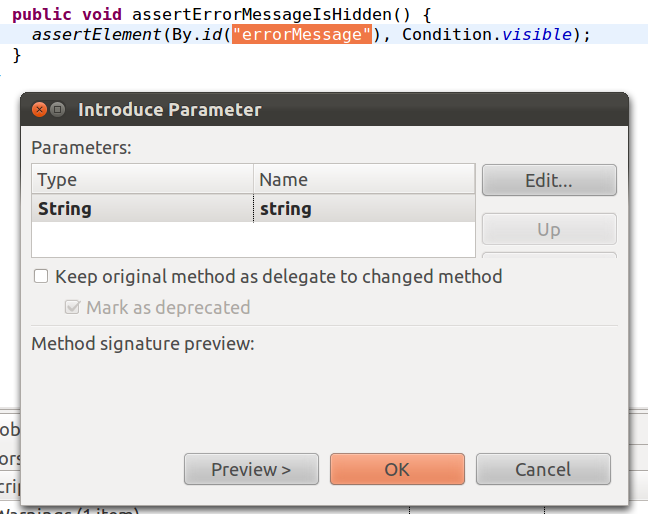 public void assertErrorMessageIsHidden() {
assertElement(By.id("errorMessage"), Condition.visible);
}
Introduce Parameter
Parameters:
Type Name
Edit...
String string
Up
Keep original method as delegate to changed method
Mark as deprecated
Method signature preview:
Preview > OK Cancel